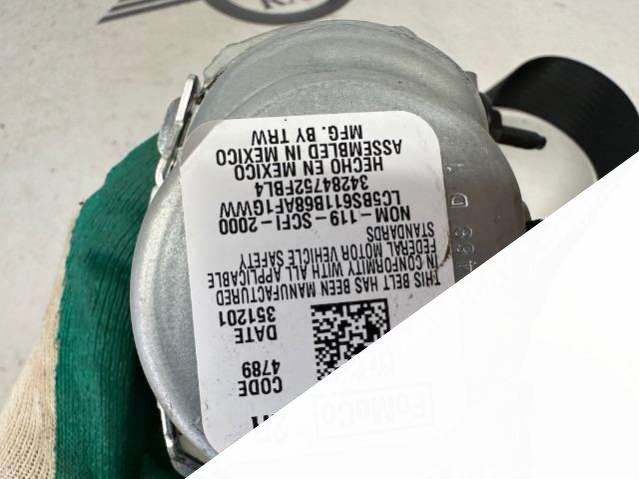 FoMoCo
CODE
4789
DATE
351201
THIS BELT HAS BEEN MANUFACTURED
IN CONFORMITY WITH ALL APPLICABLE
FEDERAL MOTOR VEHICLE SAFETY
STANDARDS
NOM-119-SCFI-2000
LC5BS611B68AF1GWW
34284752FBL4
HECHO EN MEXICO
ASSEMBLED IN MEXICO
MFG. BY TRW